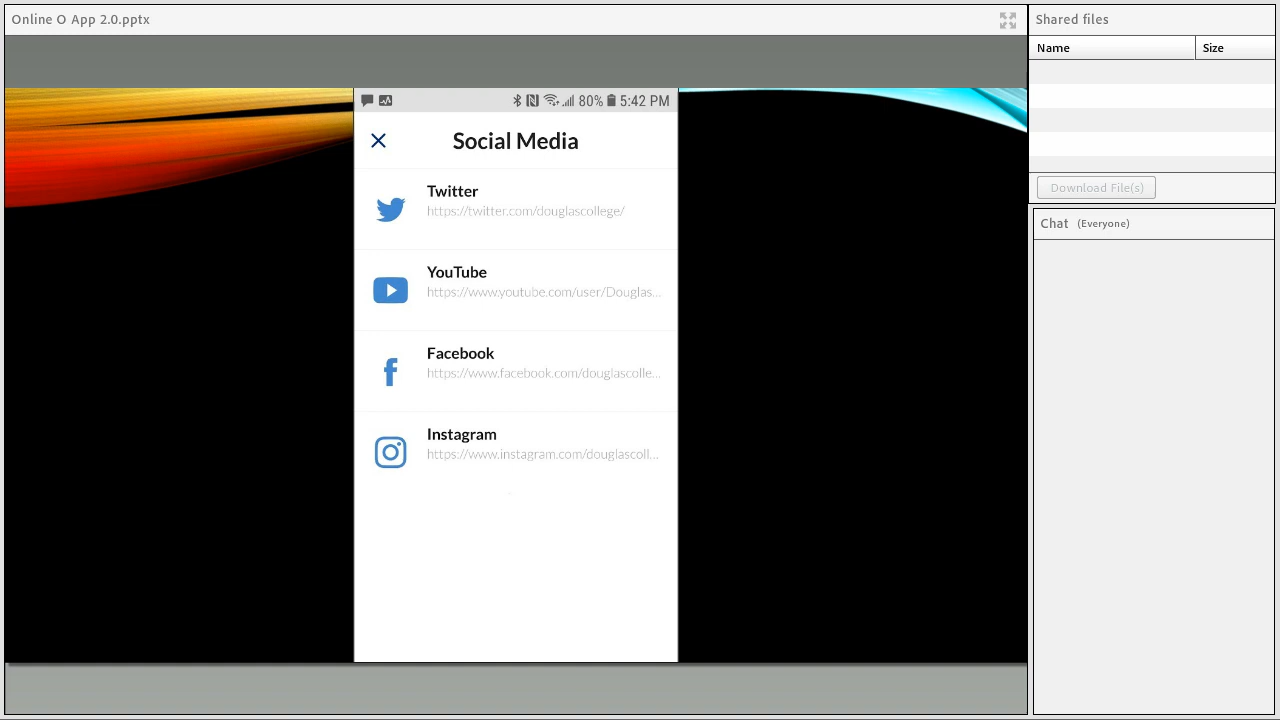 Online O App 2.0.pptx
80% 5:42 PM
Social Media
Twitter
https://twitter.com/douglascollege/
YouTube
https://www.youtube.com/user/Douglas...
Facebook
https://www.facebook.com/douglascolle...
Instagram
https://www.instagram.com/douglascoll...
Shared files
Name Size
Download File(s)
Chat (Everyone)